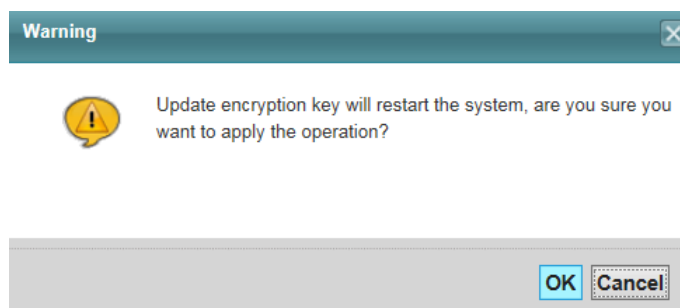 Warning
Update encryption key will restart the system, are you sure you
want to apply the operation?
OK Cancel